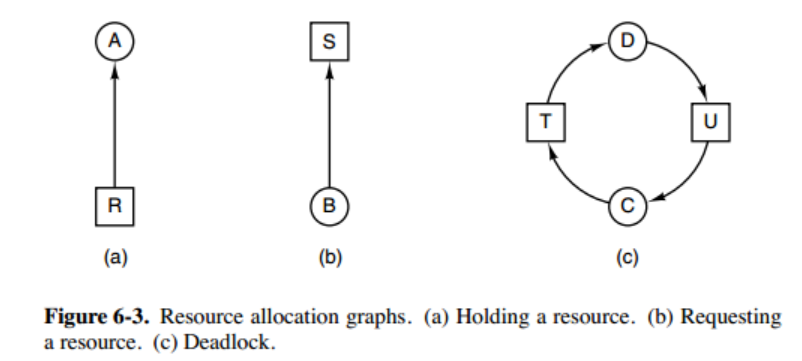 A S D
T U
R B C
(a) (b) (c)
Figure 6-3. Resource allocation graphs. (a) Holding a resource. (b) Requesting
a resource. (c) Deadlock.